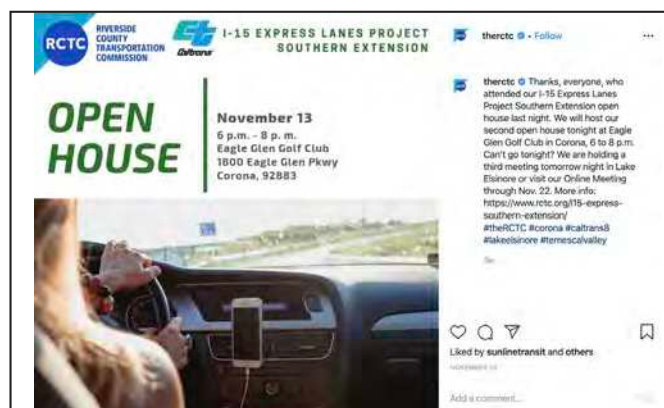 RCTC
RIVERSIDE
COUNTY
TRANSPORTATION
COMMISSION
Caltrans
I-15 EXPRESS LANES PROJECT
SOUTHERN EXTENSION
OPEN
HOUSE
November 13
6 p.m. - 8 p. m.
Eagle Glen Golf Club
1800 Eagle Glen Pkwy
Corona, 92883
therctc • Follow
therctc Thanks, everyone, who
attended our I-15 Express Lanes
Project Southern Extension open
house last night. We will host our
second open house tonight at Eagle
Glen Golf Club in Corona, 6 to 8 p.m.
Can't go tonight? We are holding a
third meeting tomorrow night in Lake
Elsinore or visit our Online Meeting
through Nov. 22. More info:
https://www.rctc.org/i15-express-
southern-extension/
#theRCTC #corona #caltrans8
#lakeelsinore #temescalvalley
Liked by sunlinetransit and others
NOVEMBER 13
Add a comment...